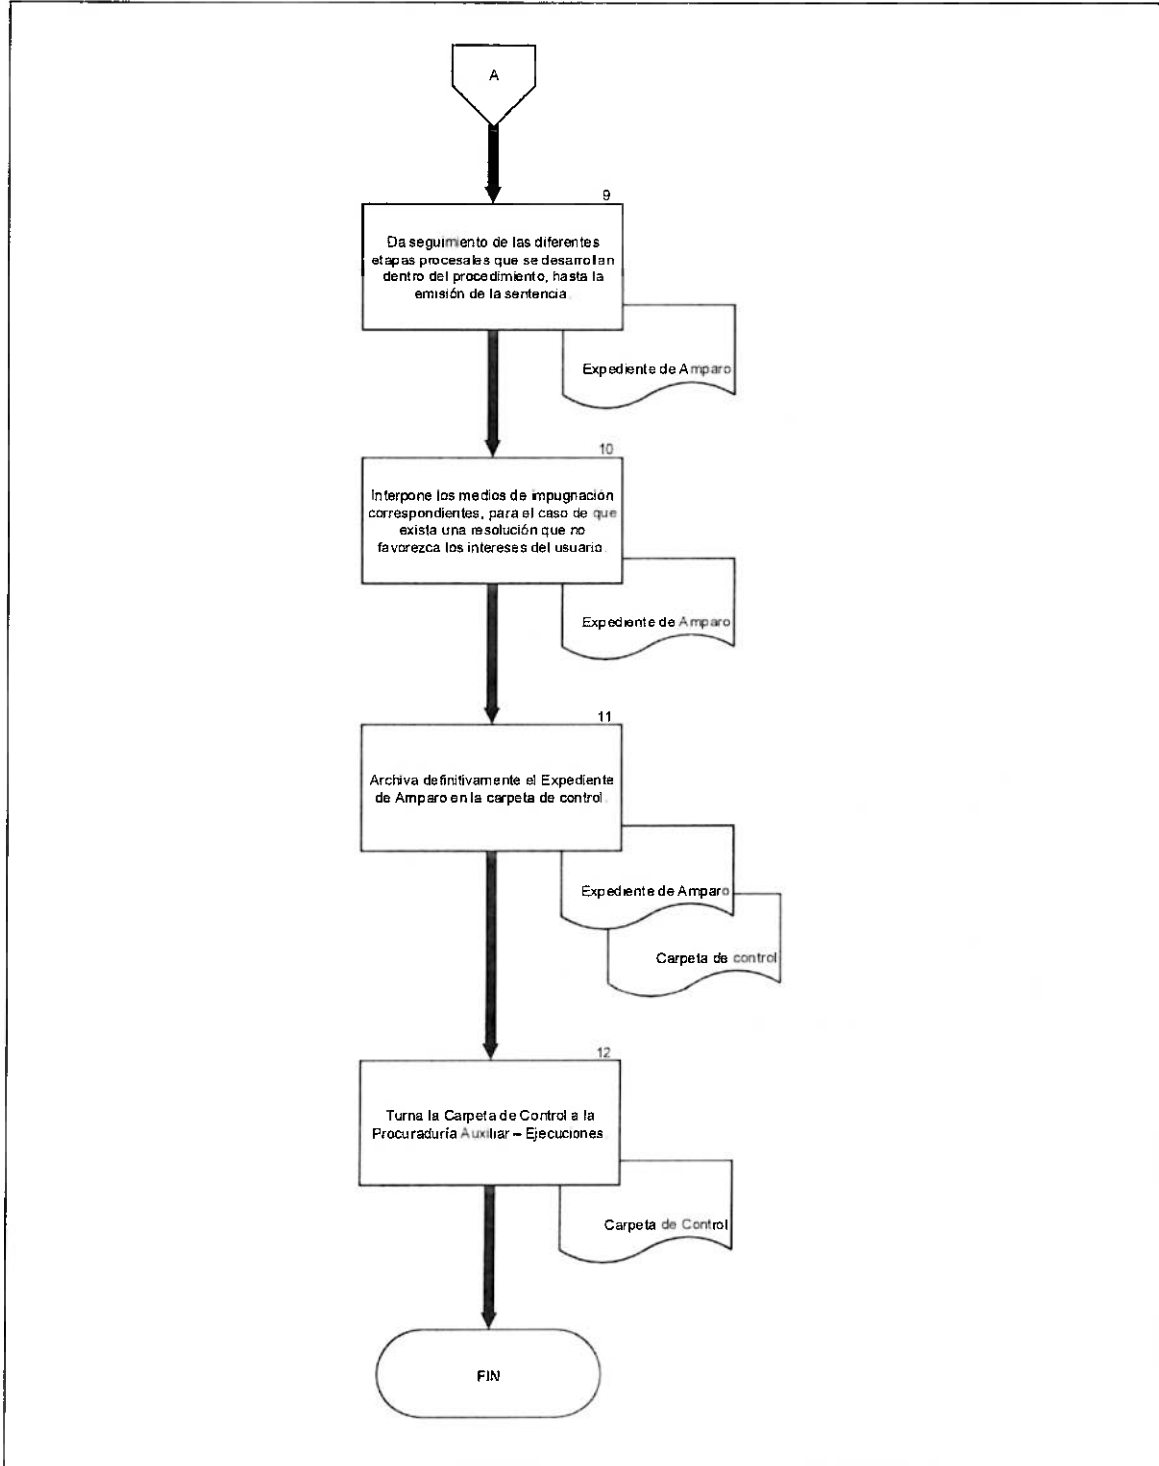 A
9
Da seguimiento de las diferentes
etapas procesales que se desarrollan
dentro del procedimiento, hasta la
emisión de la sentencia.
Expediente de Amparo
10
Interpone los medios de impugnación
correspondientes, para el caso de que
exista una resolución que no
favorezca los intereses del usuario.
Expediente de Amparo
11
Archiva definitivamente el Expediente
de Amparo en la carpeta de control.
Expediente de Amparo
Carpeta de control
12
Turna la Carpeta de Control a la
Procuraduría Auxiliar – Ejecuciones
Carpeta de Control
FIN